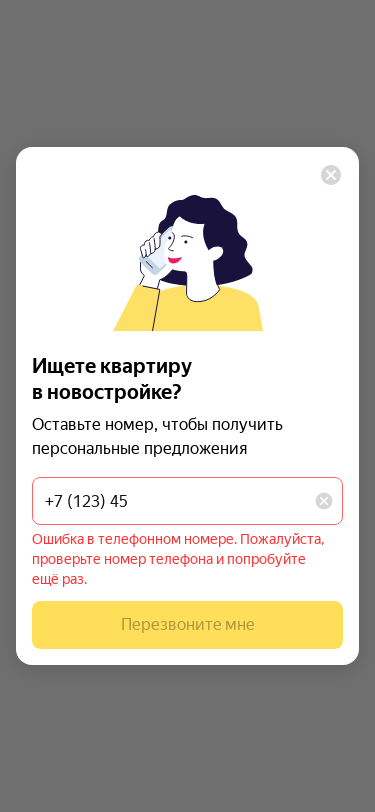 Ищете квартиру
в новостройке?
Оставьте номер, чтобы получить
персональные предложения
+7 (123) 45
Ошибка в телефонном номере. Пожалуйста,
проверьте номер телефона и попробуйте
ещё раз.
Перезвоните мне